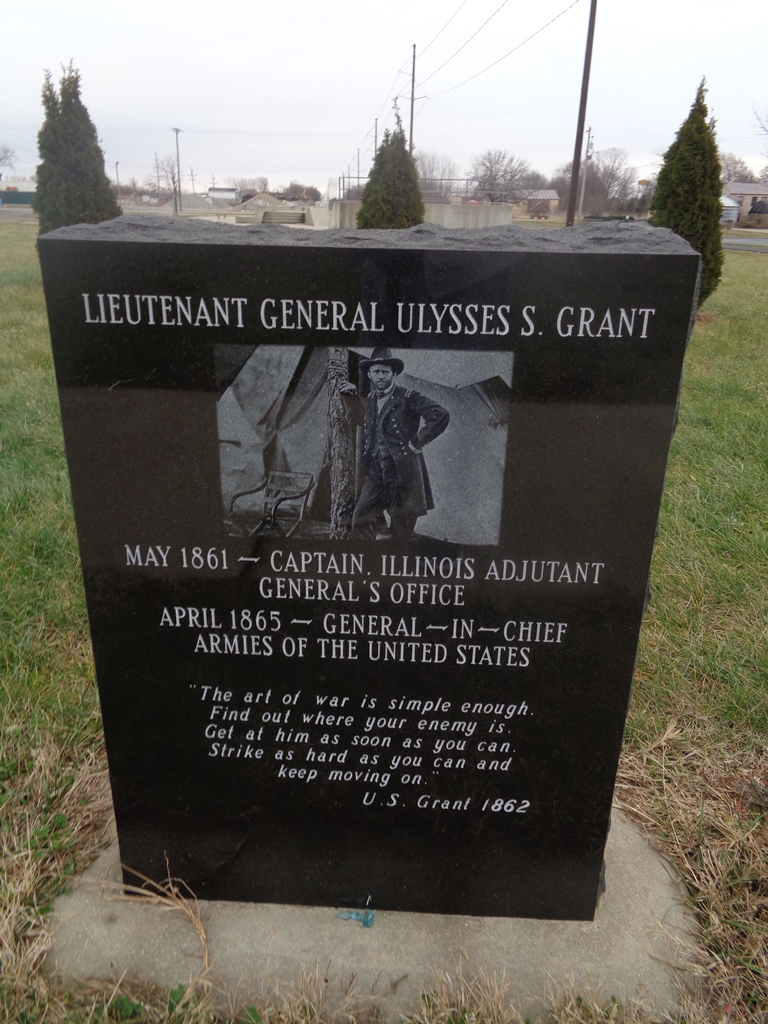 LIEUTENANT GENERAL ULYSSES S. GRANT
MAY 1861 — CAPTAIN, ILLINOIS ADJUTANT
GENERAL'S OFFICE
APRIL 1865 — GENERAL—IN—CHIEF
ARMIES OF THE UNITED STATES
"The art of war is simple enough.
Find out where your enemy is.
Get at him as soon as you can.
Strike as hard as you can and
keep moving on."
U.S. Grant 1862